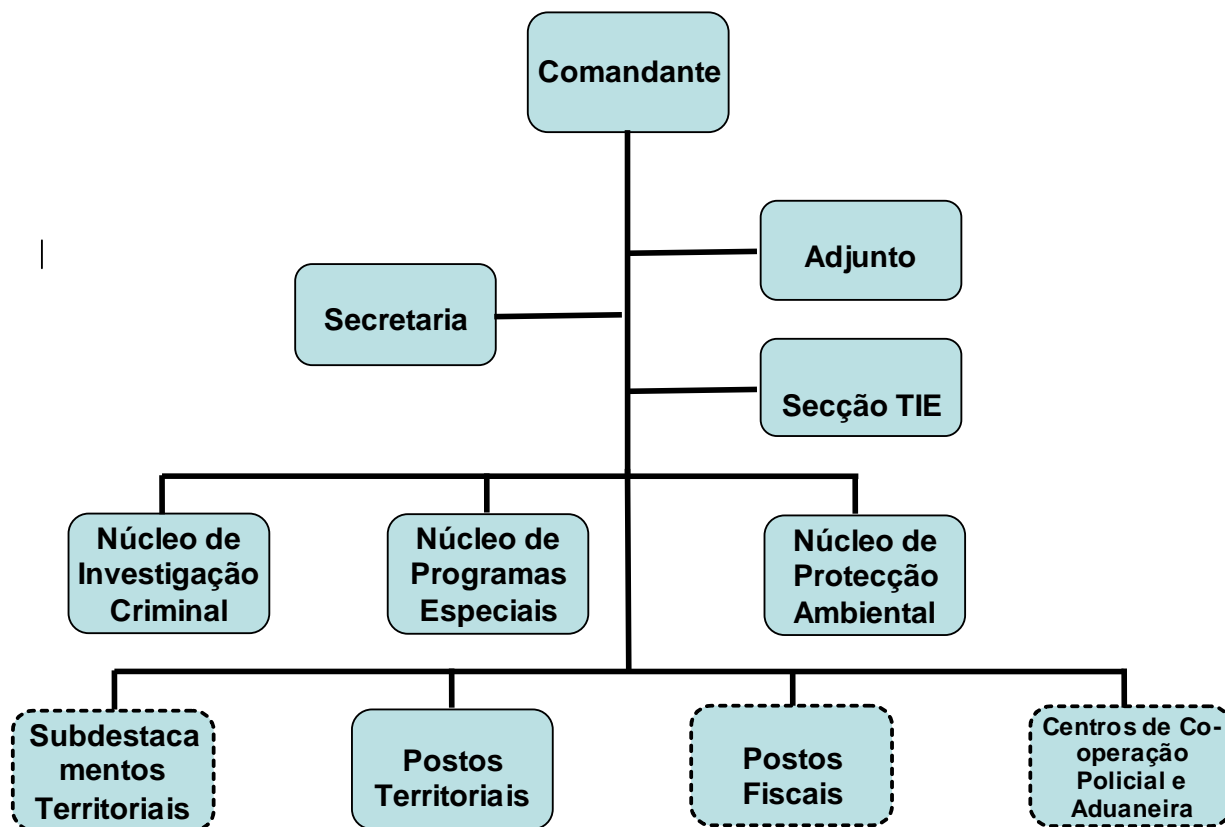 Comandante
Adjunto
Secretaria
Secção TIE
Núcleo de
Investigação
Criminal
Núcleo de
Programas
Especiais
Núcleo de
Protecção
Ambiental
Subdestaca
mentos
Territoriais
Postos
Territoriais
Postos
Fiscais
Centros de Co-
operação
Policial e
Aduaneira